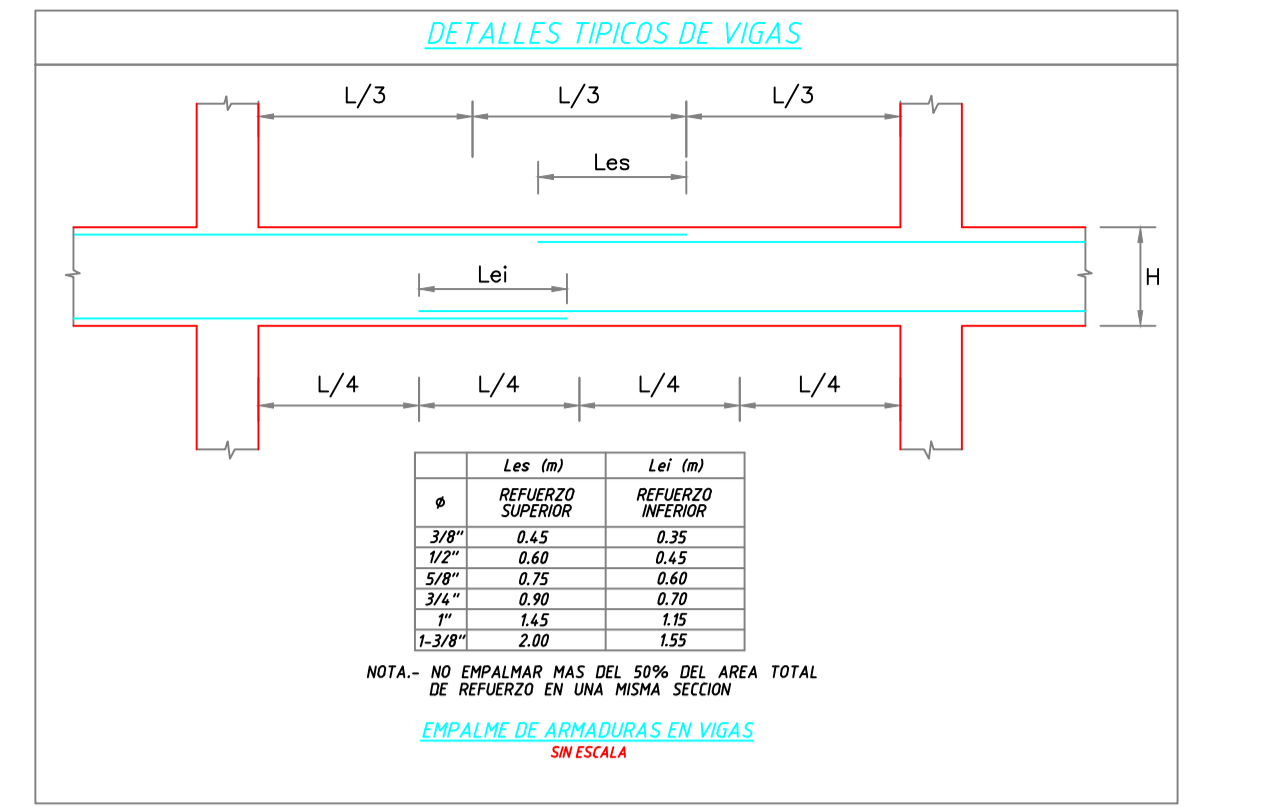 DETALLES TIPICOS DE VIGAS
L/3 L/3 L/3
Les
Lei
H
L/4 L/4 L/4 L/4
Les (m) Lei (m)
ø REFUERZO SUPERIOR REFUERZO INFERIOR
3/8" 0.45 0.35
1/2" 0.60 0.45
5/8" 0.75 0.60
3/4" 0.90 0.70
1" 1.45 1.15
1-3/8" 2.00 1.55
NOTA.- NO EMPALMAR MAS DEL 50% DEL AREA TOTAL
DE REFUERZO EN UNA MISMA SECCION
EMPALME DE ARMADURAS EN VIGAS
SIN ESCALA